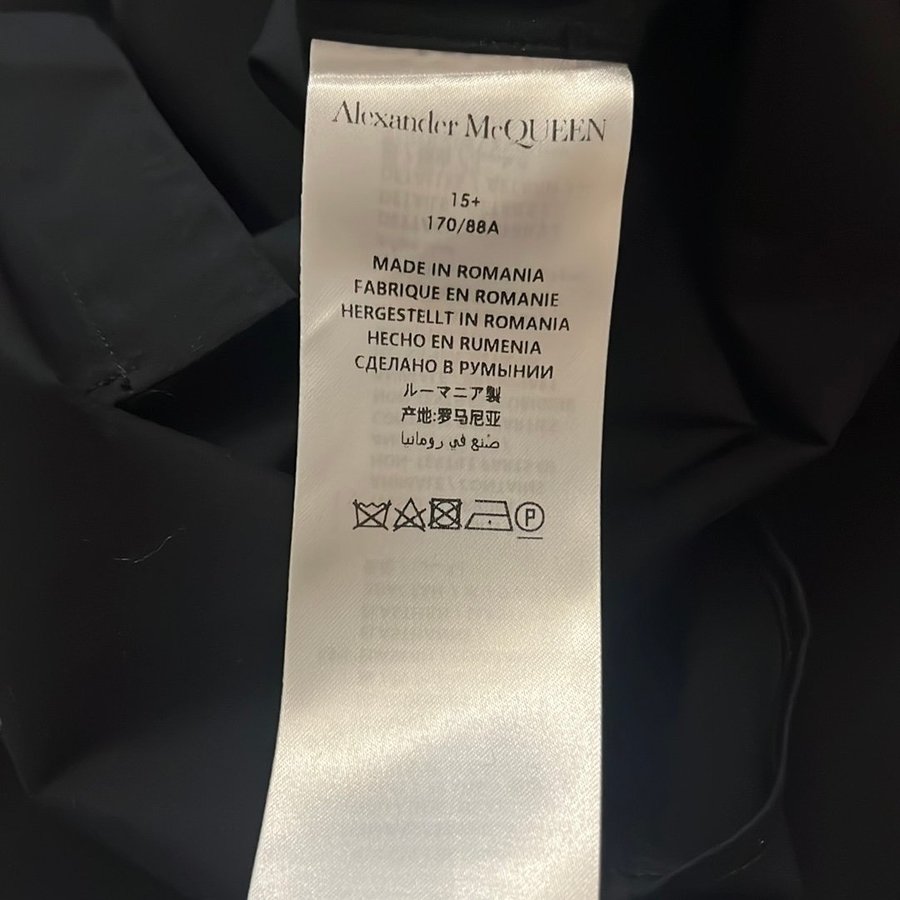 Alexander McQUEEN
15+
170/88A
MADE IN ROMANIA
FABRIQUE EN ROMANIE
HERGESTELLT IN ROMANIA
HECHO EN RUMENIA
СДЕЛАНО В РУМЫНИИ
ルーマニア製
产地:罗马尼亚
صنع في رومانيا
P